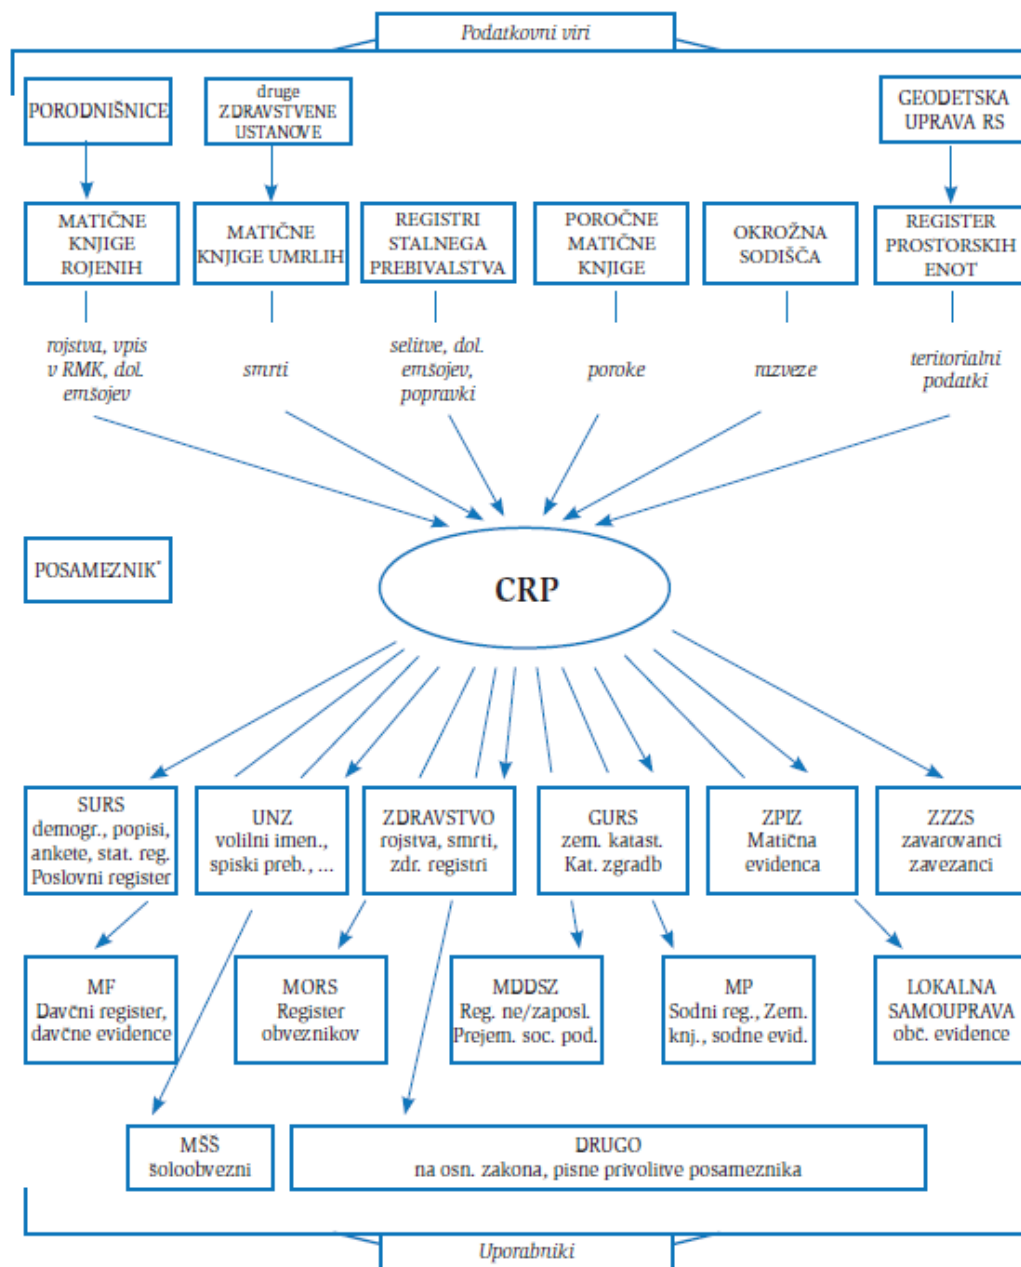 Podatkovni viri
PORODNIŠNICE
druge
ZDRAVSTVENE
USTANOVE
GEODETSKA
UPRAVA RS
MATIČNE
KNJIGE
ROJENIH
MATIČNE
KNJIGE UMRLIH
REGISTRI
STALNEGA
PREBIVALSTVA
POROČNE
MATIČNE
KNJIGE
OKROŽNA
SODIŠČA
REGISTER
PROSTORSKIH
ENOT
rojstva, vpis
v RMK, dol.
emšojev
smrti
selitve, dol.
emšojev,
popravki
poroke
razveze
teritorialni
podatki
POSAMEZNIK*
CRP
SURS
demogr., popisi,
ankete, stat. reg.
Poslovni register
UNZ
volilni imen.,
spiski preb., ...
ZDRAVSTVO
rojstva, smrti,
zdr. registri
GURS
zem. katast.
Kat. zgradb
ZPIZ
Matična
evidenca
ZZZS
zavarovanci
zavezanci
MF
Davčni register,
davčne evidence
MORS
Register
obveznikov
MDDSZ
Reg. ne/zaposl.
Prejem. soc. pod.
MP
Sodni reg., Zem.
knj., sodne evid.
LOKALNA
SAMOUPRAVA
obč. evidence
MŠŠ
šoloobvezni
DRUGO
na osn. zakona, pisne privolitve posameznika
Uporabniki